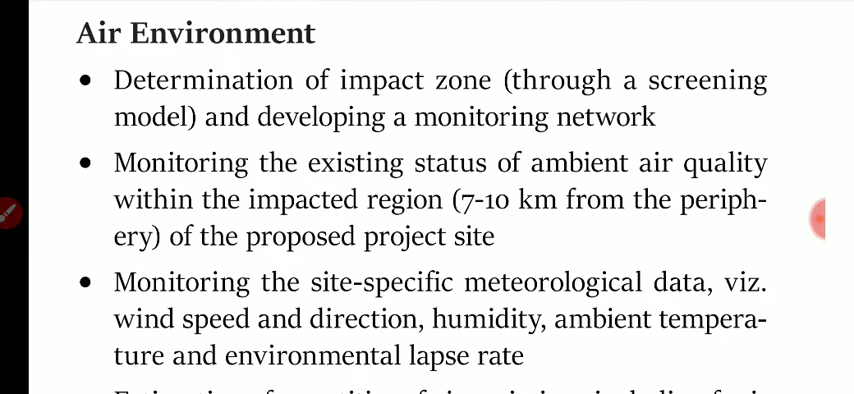 Air Environment
• Determination of impact zone (through a screening
model) and developing a monitoring network
• Monitoring the existing status of ambient air quality
within the impacted region (7-10 km from the periph-
ery) of the proposed project site
• Monitoring the site-specific meteorological data, viz.
wind speed and direction, humidity, ambient tempera-
ture and environmental lapse rate